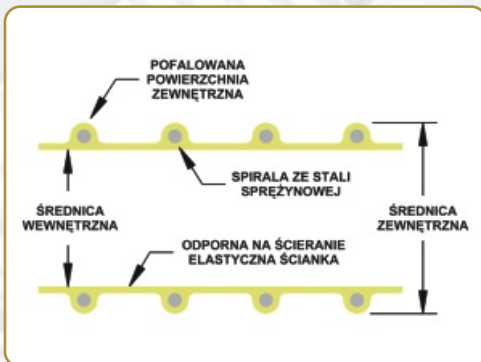 POFALOWANA
POWIERZCHNIA
ZEWNĘTRZNA
SPIRALA ZE STALI
SPRĘŻYNOWEJ
ŚREDNICA
WEWNĘTRZNA
ŚREDNICA
ZEWNĘTRZNA
ODPORNA NA ŚCIERANIE
ELASTYCZNA ŚCIANKA